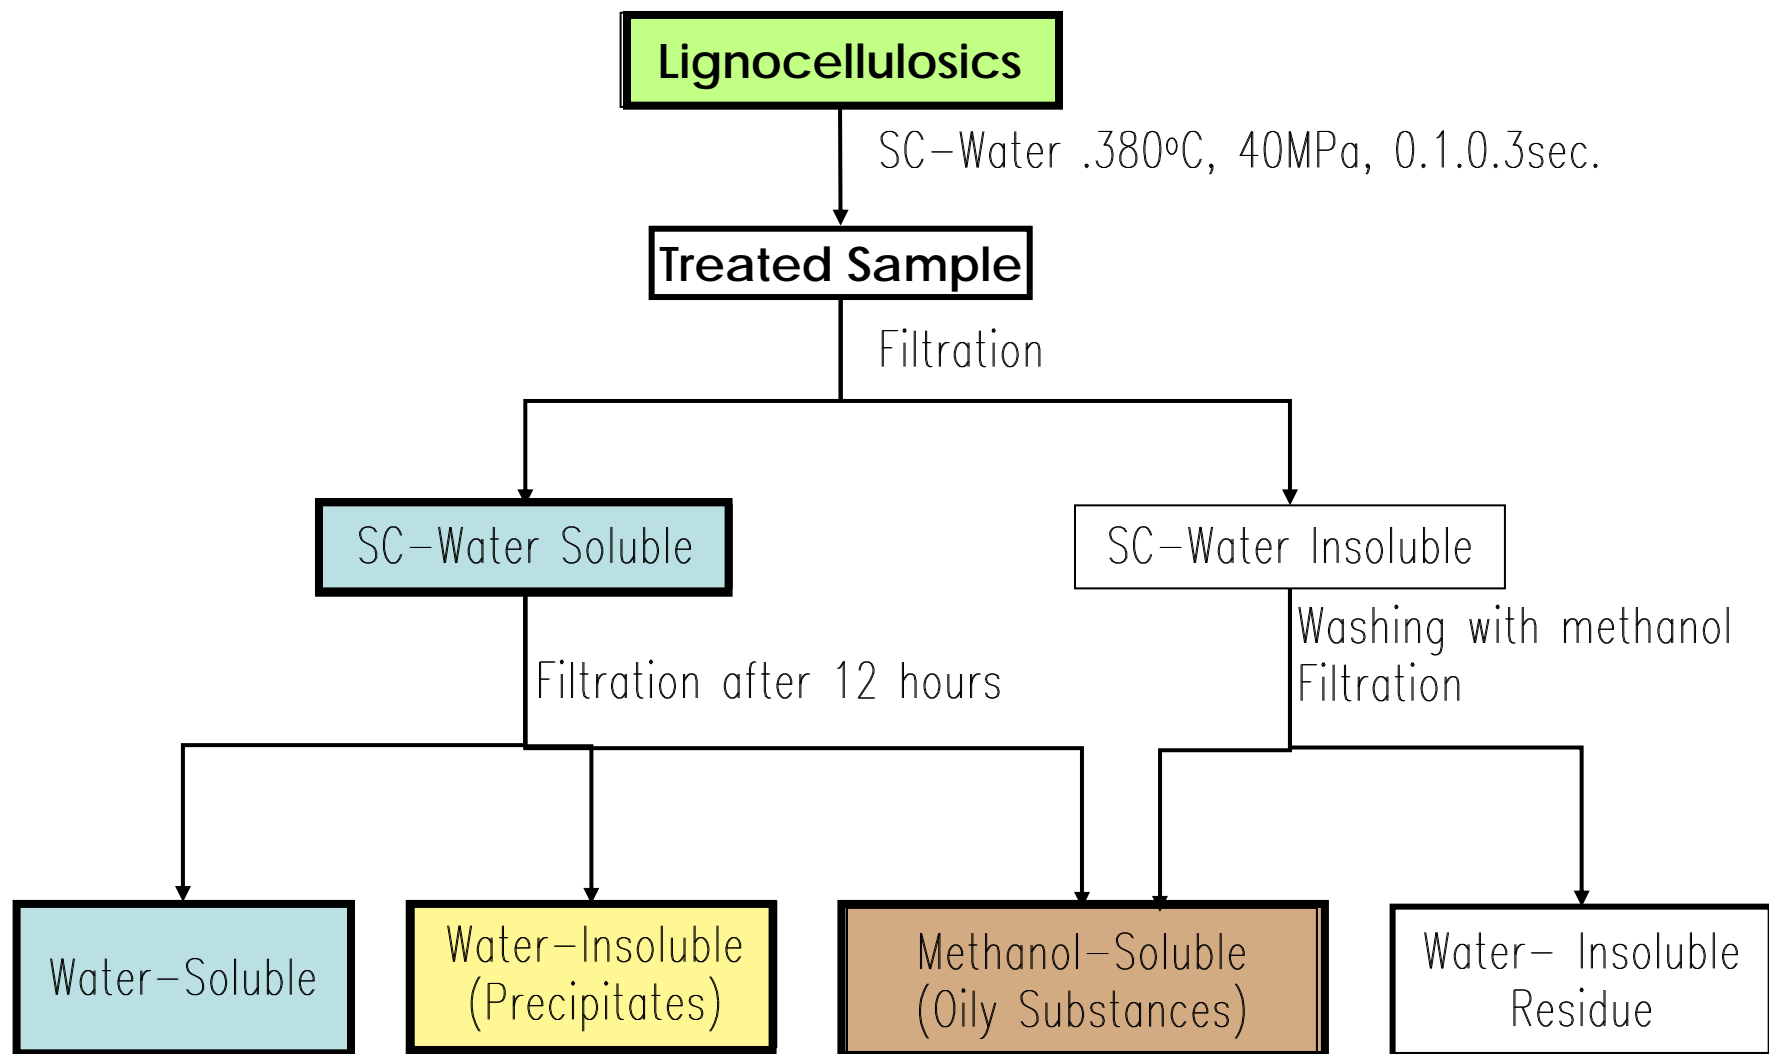 Lignocellulosics
SC-Water .380ºC, 40MPa, 0.1.0.3sec.
Treated Sample
Filtration
SC-Water Soluble
SC-Water Insoluble
Washing with methanol
Filtration
Filtration after 12 hours
Water-Soluble
Water-Insoluble
(Precipitates)
Methanol-Soluble
(Oily Substances)
Water- Insoluble
Residue